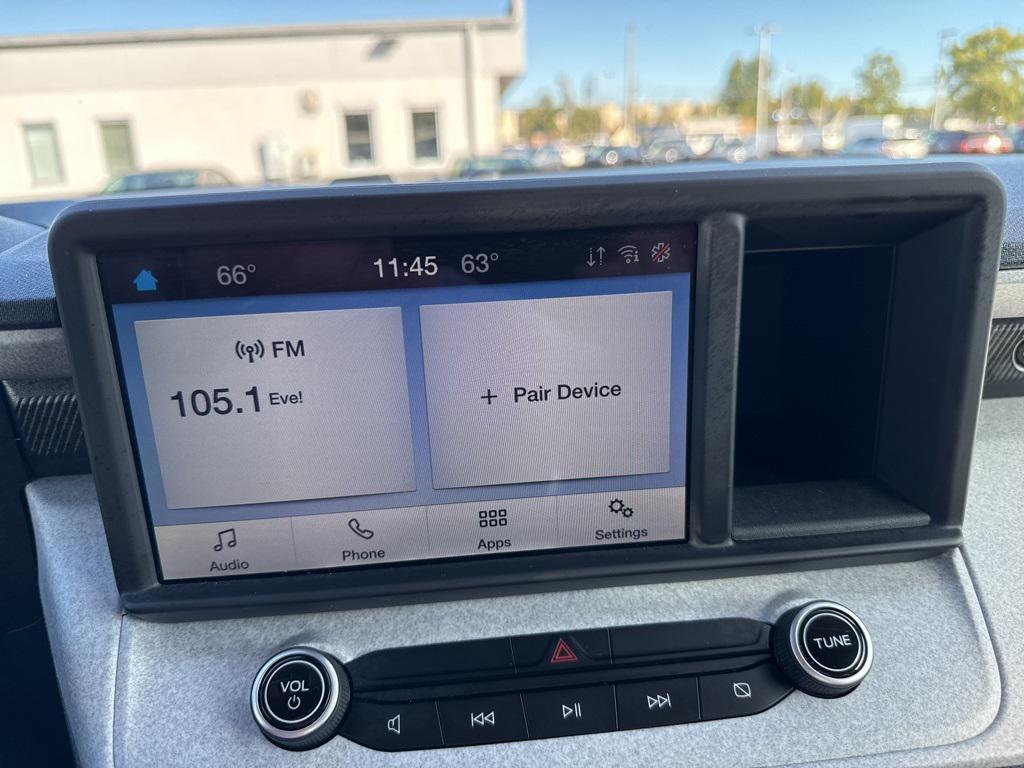 66° 11:45 63°
FM
105.1 Eve!
+ Pair Device
Audio Phone Apps Settings
VOL
TUNE